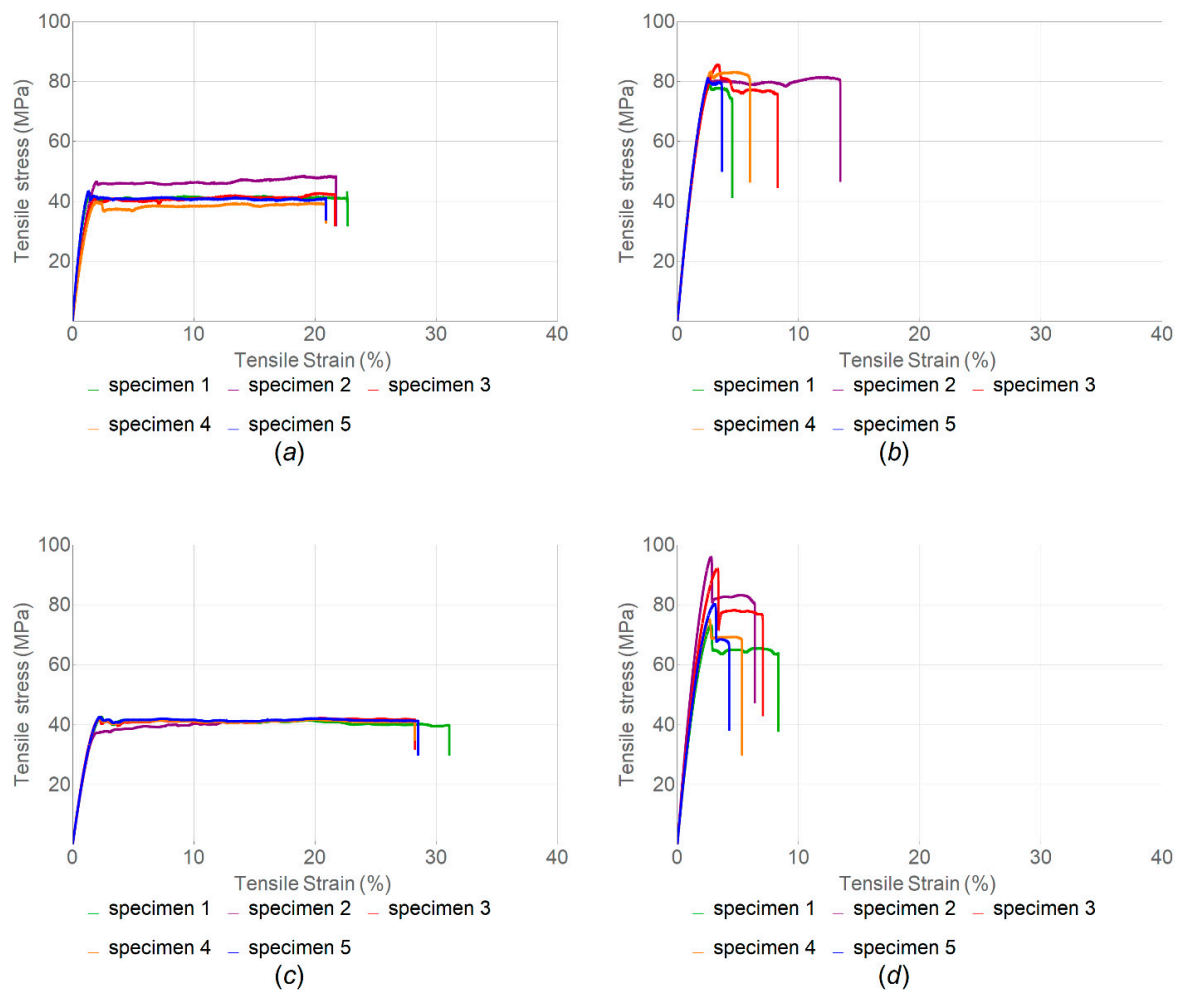 100
80
60
40
20
0 10 20 30 40
Tensile stress (MPa)
Tensile Strain (%)
specimen 1 specimen 2 specimen 3
specimen 4 specimen 5
(a)
100
80
60
40
20
0 10 20 30 40
Tensile stress (MPa)
Tensile Strain (%)
specimen 1 specimen 2 specimen 3
specimen 4 specimen 5
(b)
100
80
60
40
20
0 10 20 30 40
Tensile stress (MPa)
Tensile Strain (%)
specimen 1 specimen 2 specimen 3
specimen 4 specimen 5
(c)
100
80
60
40
20
0 10 20 30 40
Tensile stress (MPa)
Tensile Strain (%)
specimen 1 specimen 2 specimen 3
specimen 4 specimen 5
(d)